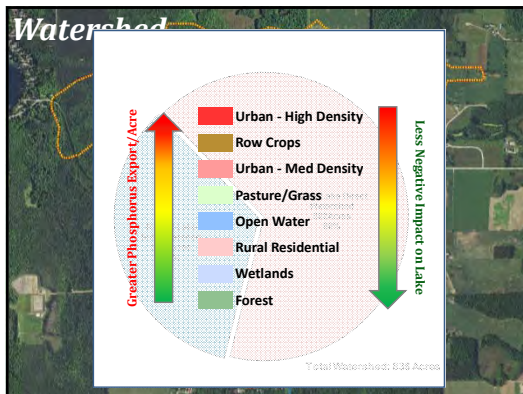 Watershed
Greater Phosphorus Export/Acre
Urban - High Density
Row Crops
Urban - Med Density
Pasture/Grass
Open Water
Rural Residential
Wetlands
Forest
Less Negative Impact on Lake
Total Watershed: Acres